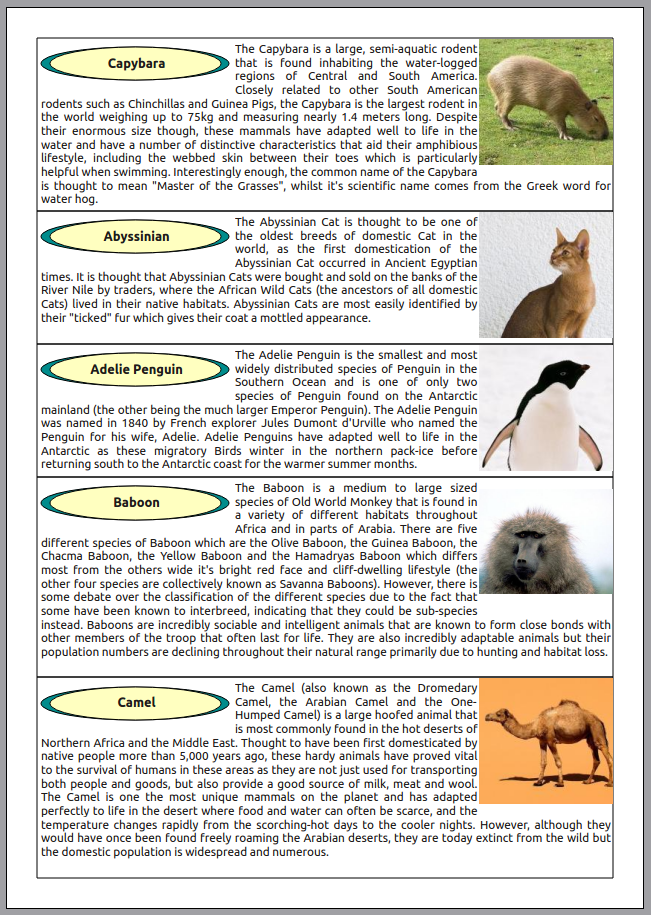 Capybara
The Capybara is a large, semi-aquatic rodent
that is found inhabiting the water-logged
regions of Central and South America.
Closely related to other South American
rodents such as Chinchillas and Guinea Pigs, the Capybara is the largest rodent in
the world weighing up to 75kg and measuring nearly 1.4 meters long. Despite
their enormous size though, these mammals have adapted well to life in the
water and have a number of distinctive characteristics that aid their amphibious
lifestyle, including the webbed skin between their toes which is particularly
helpful when swimming. Interestingly enough, the common name of the Capybara
is thought to mean "Master of the Grasses", whilst it's scientific name comes from the Greek word for
water hog.
Abyssinian
The Abyssinian Cat is thought to be one of
the oldest breeds of domestic Cat in the
world, as the first domestication of the
Abyssinian Cat occurred in Ancient Egyptian
times. It is thought that Abyssinian Cats were bought and sold on the banks of the
River Nile by traders, where the African Wild Cats (the ancestors of all domestic
Cats) lived in their native habitats. Abyssinian Cats are most easily identified by
their "ticked" fur which gives their coat a mottled appearance.
Adelie Penguin
The Adelie Penguin is the smallest and most
widely distributed species of Penguin in the
Southern Ocean and is one of only two
species of Penguin found on the Antarctic
mainland (the other being the much larger Emperor Penguin). The Adelie Penguin
was named in 1840 by French explorer Jules Dumont d'Urville who named the
Penguin for his wife, Adelie. Adelie Penguins have adapted well to life in the
Antarctic as these migratory Birds winter in the northern pack-ice before
returning south to the Antarctic coast for the warmer summer months.
Baboon
The Baboon is a medium to large sized
species of Old World Monkey that is found in
a variety of different habitats throughout
Africa and in parts of Arabia. There are five
different species of Baboon which are the Olive Baboon, the Guinea Baboon, the
Chacma Baboon, the Yellow Baboon and the Hamadryas Baboon which differs
most from the others wide it's bright red face and cliff-dwelling lifestyle (the
other four species are collectively known as Savanna Baboons). However, there is
some debate over the classification of the different species due to the fact that
some have been known to interbreed, indicating that they could be sub-species
instead. Baboons are incredibly sociable and intelligent animals that are known to form close bonds with
other members of the troop that often last for life. They are also incredibly adaptable animals but their
population numbers are declining throughout their natural range primarily due to hunting and habitat loss.
Camel
The Camel (also known as the Dromedary
Camel, the Arabian Camel and the One-
Humped Camel) is a large hoofed animal that
is most commonly found in the hot deserts of
Northern Africa and the Middle East. Thought to have been first domesticated by
native people more than 5,000 years ago, these hardy animals have proved vital
to the survival of humans in these areas as they are not just used for transporting
both people and goods, but also provide a good source of milk, meat and wool.
The Camel is one the most unique mammals on the planet and has adapted
perfectly to life in the desert where food and water can often be scarce, and the
temperature changes rapidly from the scorching-hot days to the cooler nights. However, although they
would have once been found freely roaming the Arabian deserts, they are today extinct from the wild but
the domestic population is widespread and numerous.